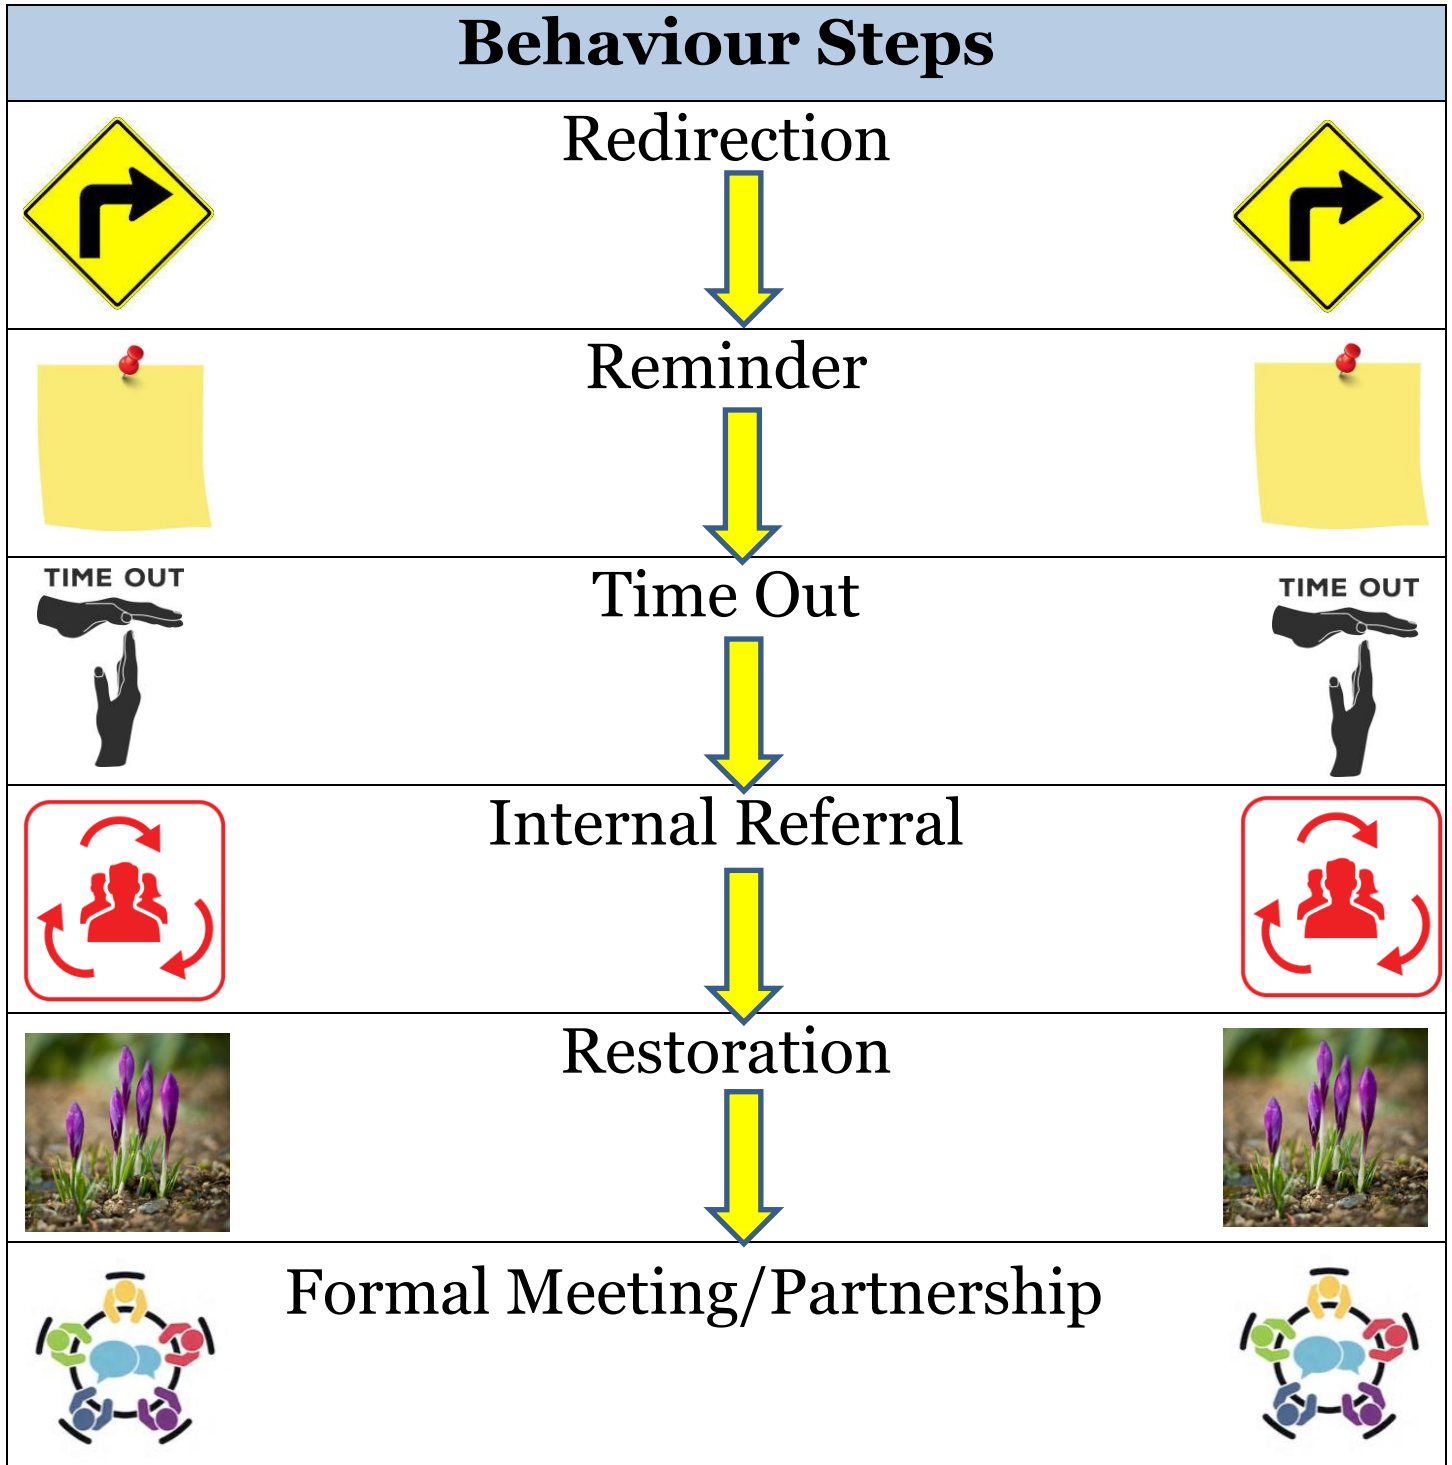 Behaviour Steps
Redirection
Reminder
TIME OUT
Time Out
TIME OUT
Internal Referral
Restoration
Formal Meeting/Partnership